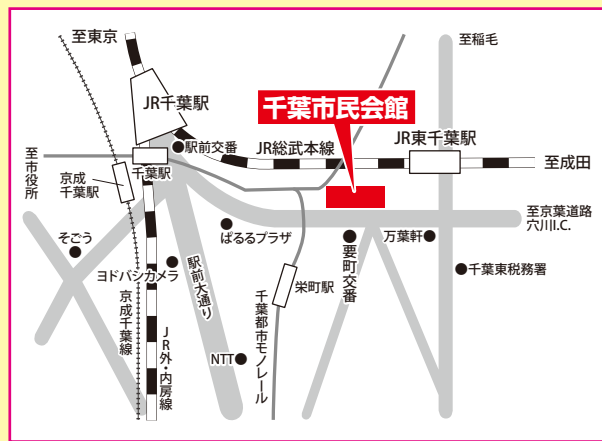 至東京
至稲毛
JR千葉駅
千葉市民会館
駅前交番
JR総武本線
JR東千葉駅
至市役所
千葉駅
至成田
京成
千葉駅
至京葉道路
穴川I.C.
そごう
ぱるるプラザ
要町交番
万葉軒
ヨドバシカメラ
駅前大通り
千葉東税務署
栄町駅
京成千葉線
JR外・内房線
千葉都市モノレール
NTT